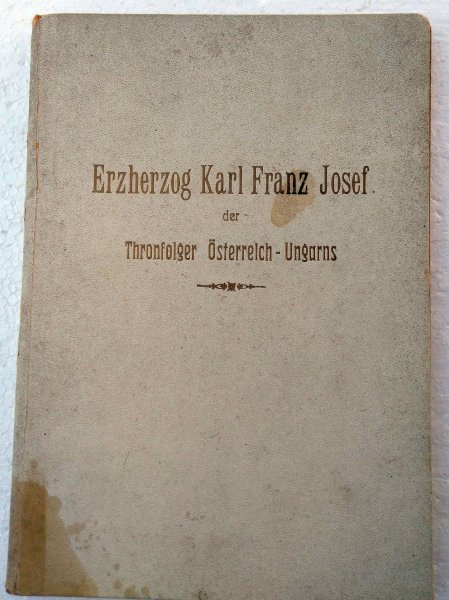 Erzherzog Karl Franz Josef
der
Thronfolger Österreich-Ungarns